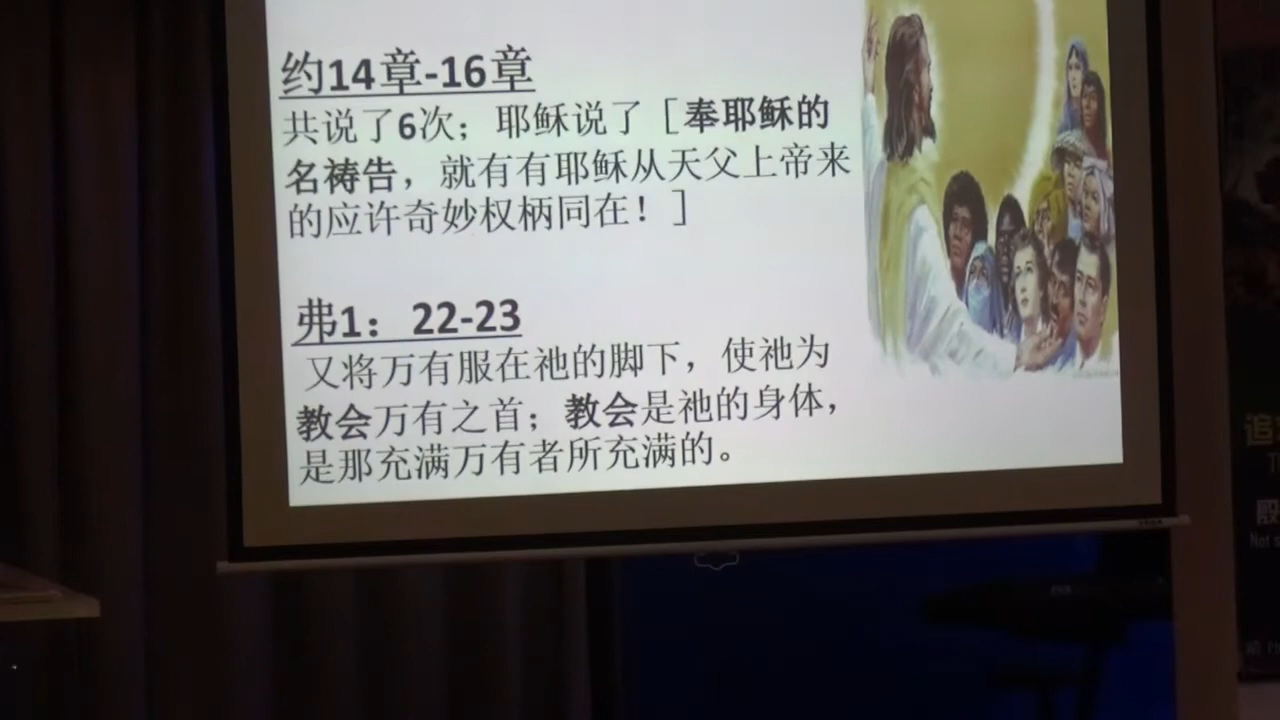 约14章-16章
共说了6次；耶稣说了［奉耶稣的
名祷告，就有有耶稣从天父上帝来
的应许奇妙权柄同在！］
弗1：22-23
又将万有服在祂的脚下，使祂为
教会万有之首；教会是祂的身体，
是那充满万有者所充满的。
追
Not